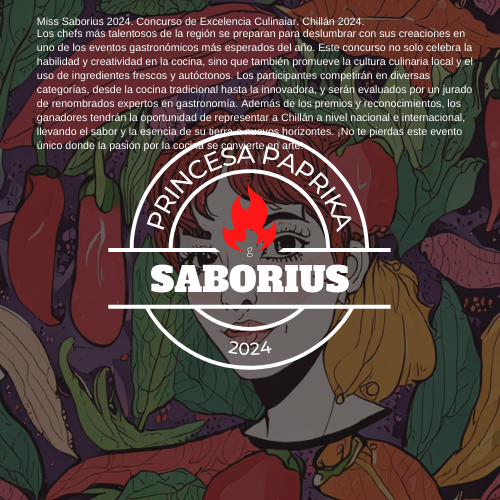 Miss Saborius 2024. Concurso de Excelencia Culinaiar. Chillán 2024.
Los chefs más talentosos de la región se preparan para deslumbrar con sus creaciones en
uno de los eventos gastronómicos más esperados del año. Este concurso no solo celebra la
habilidad y creatividad en la cocina, sino que también promueve la cultura culinaria local y el
uso de ingredientes frescos y autóctonos. Los participantes competirán en diversas
categorías, desde la cocina tradicional hasta la innovadora, y serán evaluados por un jurado
de renombrados expertos en gastronomía. Además de los premios y reconocimientos, los
ganadores tendrán la oportunidad de representar a Chillán a nivel nacional e internacional,
llevando el sabor y la esencia de su tierra a nuevos horizontes. ¡No te pierdas este evento
único donde la pasión por la cocina se convierte en arte!
PRINCESA PAPRIKA
g
SABORIUS
2024